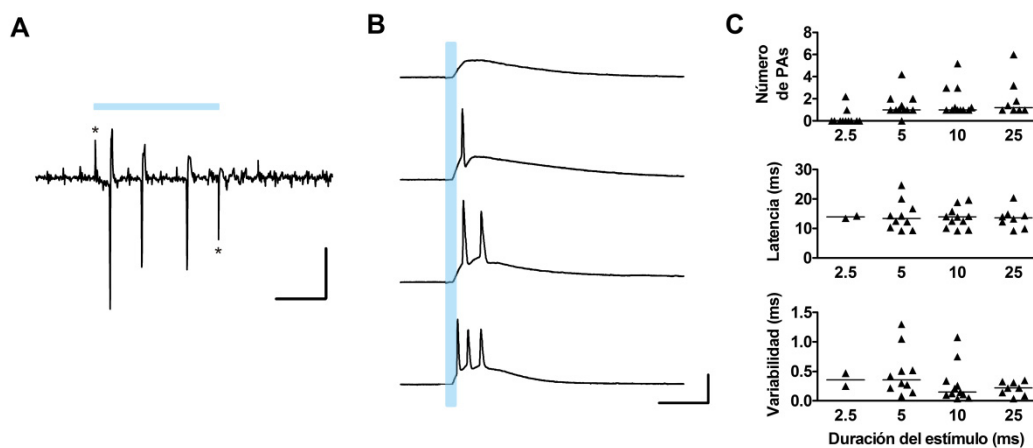 A
*
*
B
C
Número
de PAs
8
6
4
2
0
2.5 5 10 25
Latencia (ms)
30
20
10
0
2.5 5 10 25
Variabilidad (ms)
1.5
1.0
0.5
0.0
2.5 5 10 25
Duración del estímulo (ms)